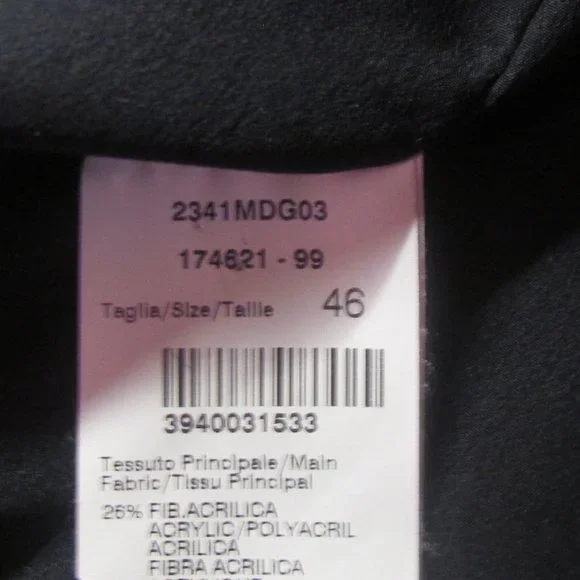 2341MDG03
174621 - 99
Taglia/Size/Taille 46
3940031533
Tessuto Principale/Main
Fabric/Tissu Principal
26% FIB.ACRILICA
ACRYLIC/POLYACRIL
ACRILICA
FIBRA ACRILICA